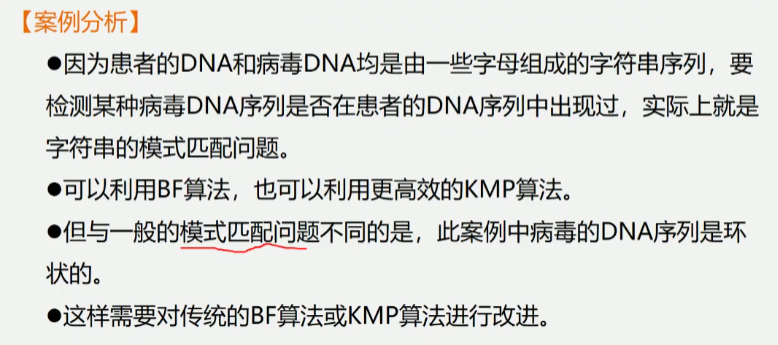 【案例分析】
●因为患者的DNA和病毒DNA均是由一些字母组成的字符串序列，要
检测某种病毒DNA序列是否在患者的DNA序列中出现过，实际上就是
字符串的模式匹配问题。
●可以利用BF算法，也可以利用更高效的KMP算法。
●但与一般的模式匹配问题不同的是，此案例中病毒的DNA序列是环
状的。
●这样需要对传统的BF算法或KMP算法进行改进。